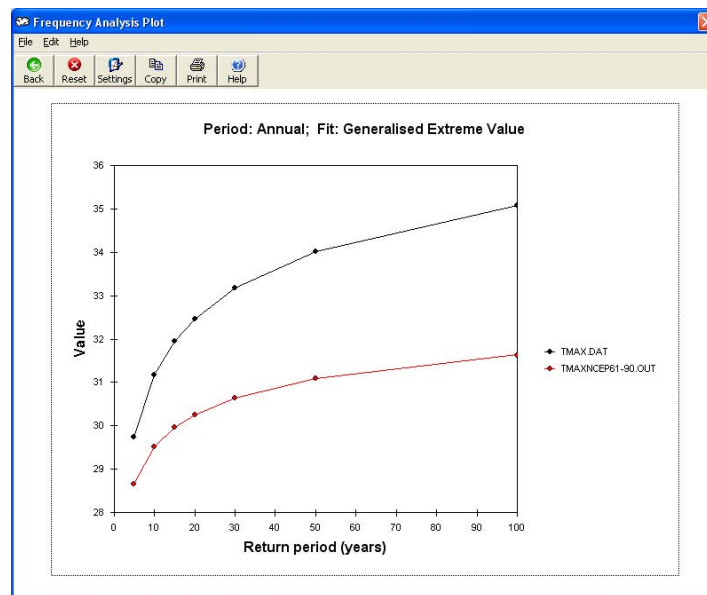 Frequency Analysis Plot
File Edit Help
Back Reset Settings Copy Print Help
Period: Annual; Fit: Generalised Extreme Value
36
35
34
33
32
31
30
29
28
Value
0 10 20 30 40 50 60 70 80 90 100
Return period (years)
TMAX.DAT
TMAXNCEP61-90.OUT